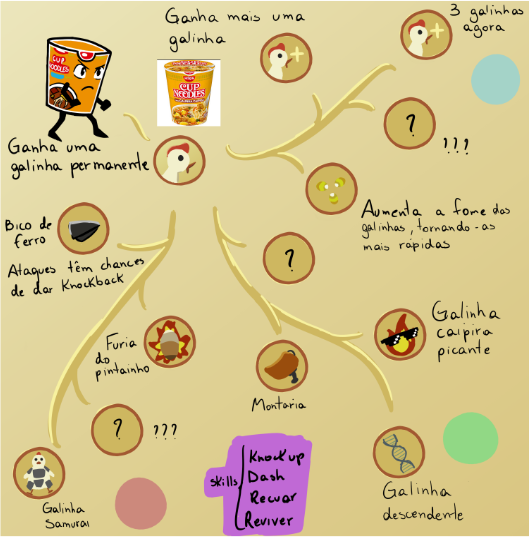 Ganha mais uma
galinha
3 galinhas
agora
CUP
NOODLES
NISSIN
CUP
NOODLES
Ganha uma
galinha permanente
?
!!!
Bico de
ferro
Ataques têm chances
de dar Knockback
Aumenta a fome das
galinhas, tornando-as
mais rápidas
?
Furia
do
pintainho
Galinha
caipira
picante
Montaria
? ???
Galinha
Samurai
skills
Knockup
Dash
Recuar
Reviver
Galinha
descendente